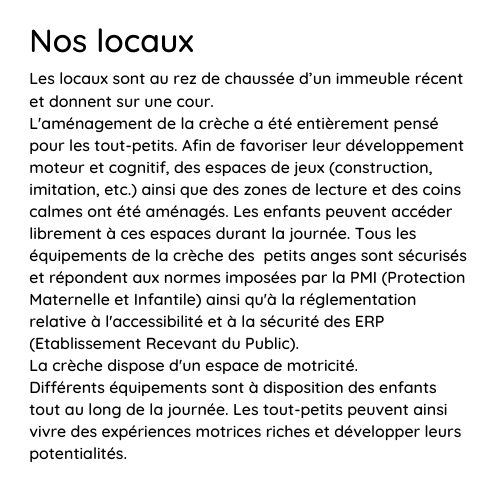 Nos locaux
Les locaux sont au rez de chaussée d'un immeuble récent
et donnent sur une cour.
L'aménagement de la crèche a été entièrement pensé
pour les tout-petits. Afin de favoriser leur développement
moteur et cognitif, des espaces de jeux (construction,
imitation, etc.) ainsi que des zones de lecture et des coins
calmes ont été aménagés. Les enfants peuvent accéder
librement à ces espaces durant la journée. Tous les
équipements de la crèche des  petits anges sont sécurisés
et répondent aux normes imposées par la PMI (Protection
Maternelle et Infantile) ainsi qu'à la réglementation
relative à l'accessibilité et à la sécurité des ERP
(Etablissement Recevant du Public).
La crèche dispose d'un espace de motricité.
Différents équipements sont à disposition des enfants
tout au long de la journée. Les tout-petits peuvent ainsi
vivre des expériences motrices riches et développer leurs
potentialités.